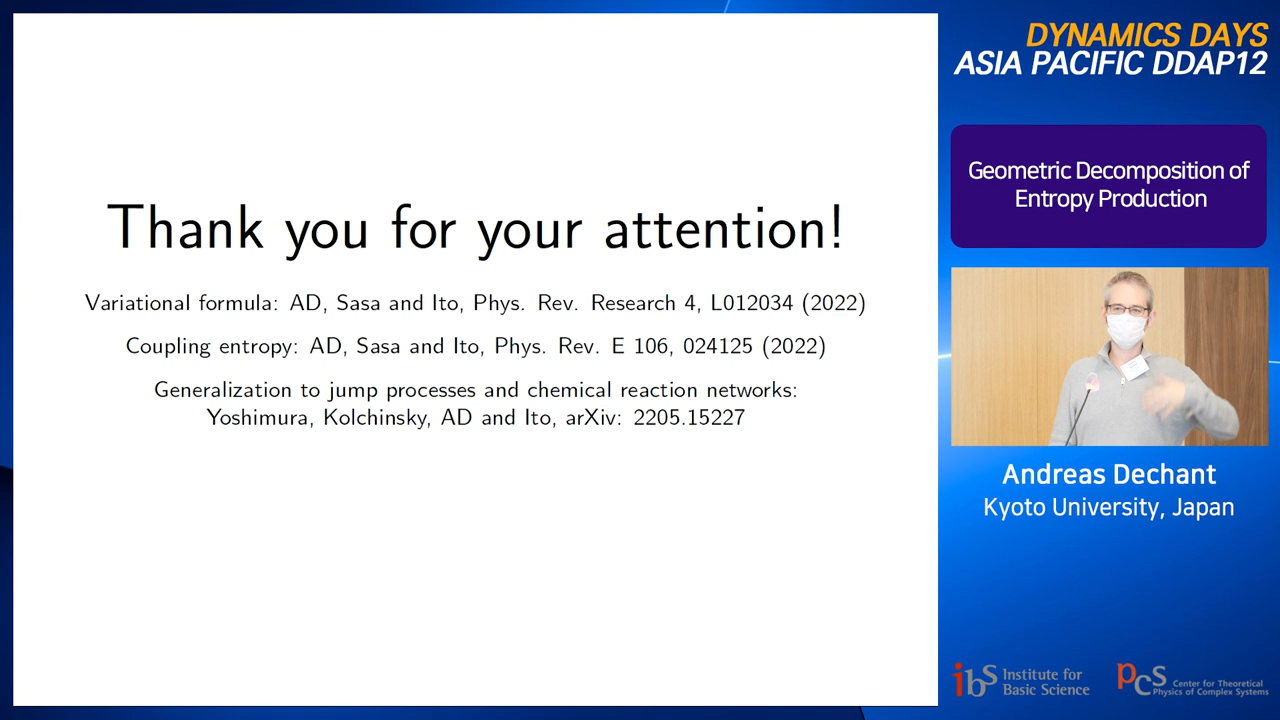 Thank you for your attention!
Variational formula: AD, Sasa and Ito, Phys. Rev. Research 4, L012034 (2022)
Coupling entropy: AD, Sasa and Ito, Phys. Rev. E 106, 024125 (2022)
Generalization to jump processes and chemical reaction networks:
Yoshimura, Kolchinsky, AD and Ito, arXiv: 2205.15227
DYNAMICS DAYS
ASIA PACIFIC DDAP12
Geometric Decomposition of
Entropy Production
Andreas Dechant
Kyoto University, Japan
ibS Institute for
Basic Science
PCS Center for Theoretical
Physics of Complex Systems